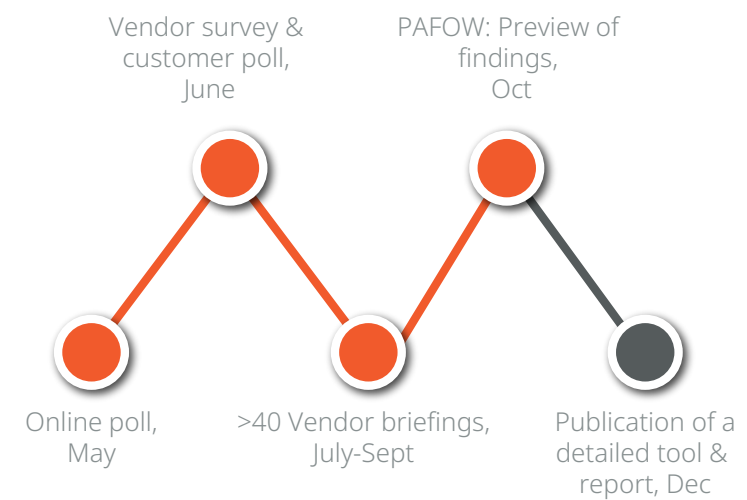 Vendor survey &
customer poll,
June
PAFOW: Preview of
findings,
Oct
Online poll,
May
>40 Vendor briefings,
July-Sept
Publication of a
detailed tool &
report, Dec